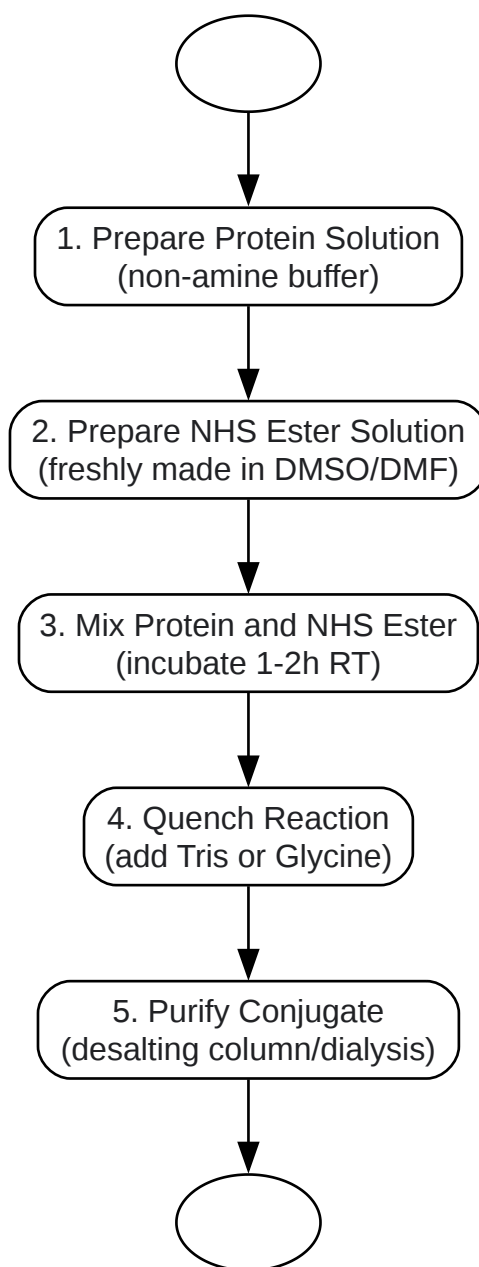 1. Prepare Protein Solution
(non-amine buffer)
2. Prepare NHS Ester Solution
(freshly made in DMSO/DMF)
3. Mix Protein and NHS Ester
(incubate 1-2h RT)
4. Quench Reaction
(add Tris or Glycine)
5. Purify Conjugate
(desalting column/dialysis)